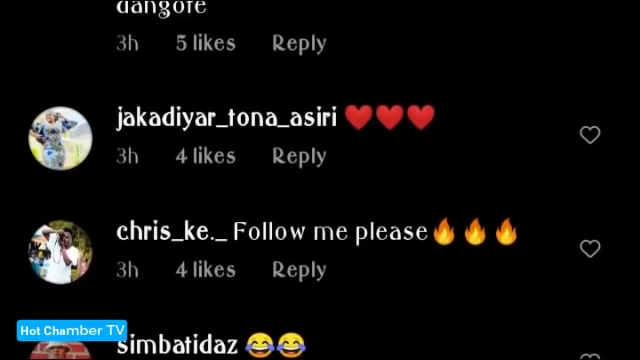 dangote
3h 5 likes Reply
jakadiyar_tona_asiri ❤️❤️❤️
3h 4 likes Reply
chris_ke._ Follow me please🔥🔥🔥
3h 4 likes Reply
Hot Chamber TV
simbatidaz 😂😂